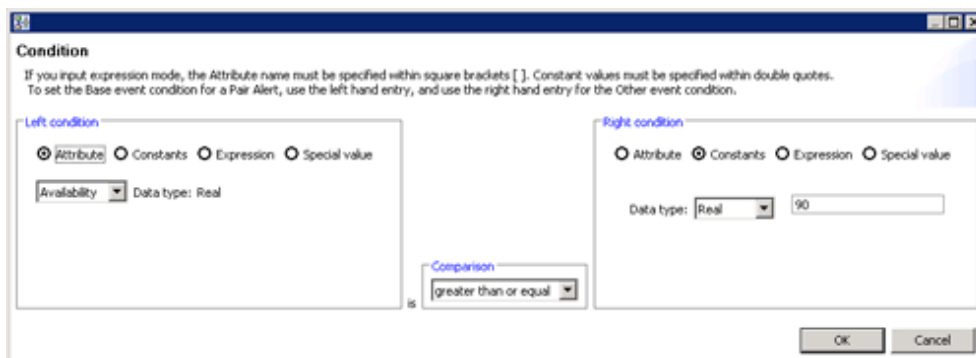 Condition
If you input expression mode, the Attribute name must be specified within square brackets [ ]. Constant values must be specified within double quotes.
To set the Base event condition for a Pair Alert, use the left hand entry, and use the right hand entry for the Other event condition.
Left condition
Attribute Constants Expression Special value
Availability Data type: Real
is
Comparison
greater than or equal
Right condition
Attribute Constants Expression Special value
Data type: Real 90
OK Cancel